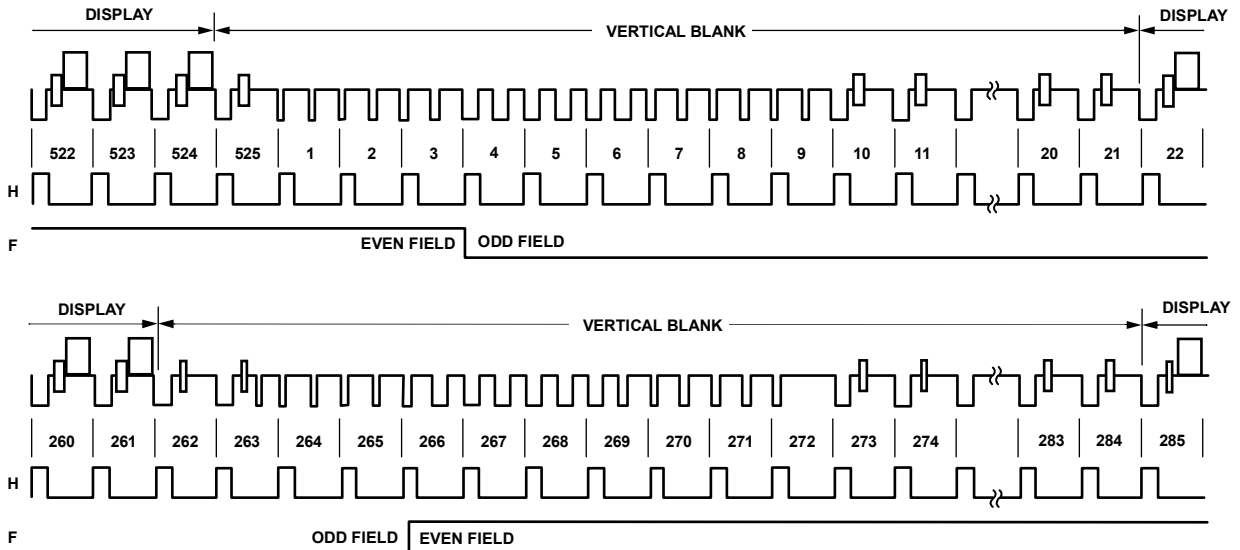 DISPLAY VERTICAL BLANK DISPLAY
522 523 524 525 1 2 3 4 5 6 7 8 9 10 11 20 21 22
H
F EVEN FIELD ODD FIELD
DISPLAY VERTICAL BLANK DISPLAY
260 261 262 263 264 265 266 267 268 269 270 271 272 273 274 283 284 285
H
F ODD FIELD EVEN FIELD